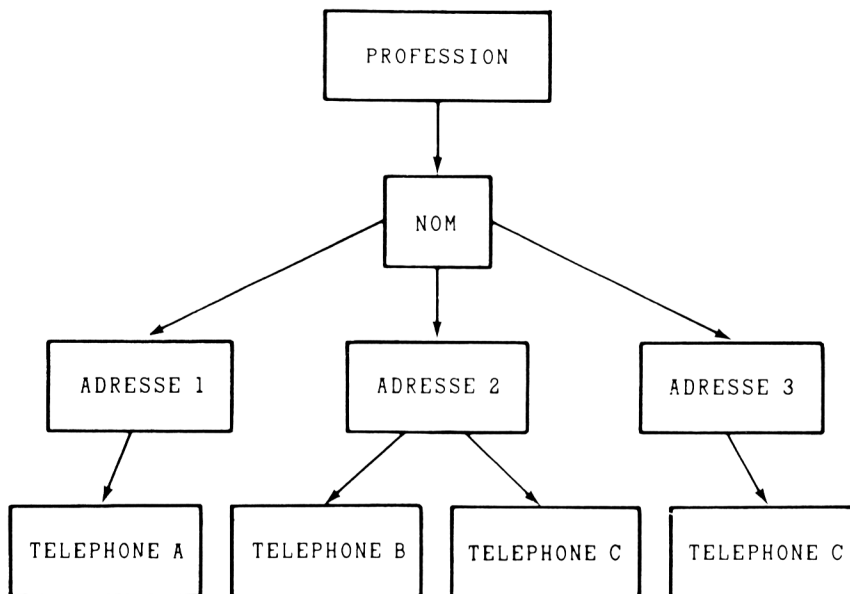 PROFESSION
NOM
ADRESSE 1
ADRESSE 2
ADRESSE 3
TELEPHONE A
TELEPHONE B
TELEPHONE C
TELEPHONE C